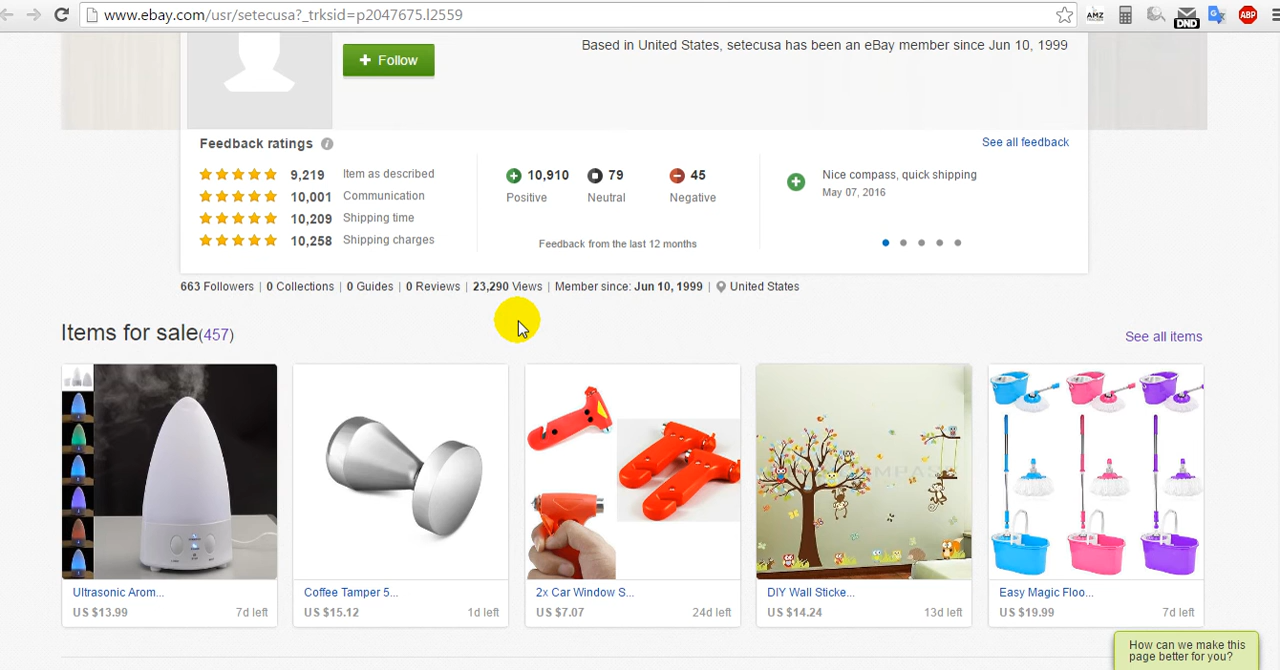 www.ebay.com/usr/setecusa?_trksid=p2047675.l2559
AMZ
DND
ABP
Follow
Based in United States, setecusa has been an eBay member since Jun 10, 1999
Feedback ratings
See all feedback
9,219 Item as described
10,001 Communication
10,209 Shipping time
10,258 Shipping charges
10,910 79 45
Positive Neutral Negative
Feedback from the last 12 months
Nice compass, quick shipping
May 07, 2016
663 Followers | 0 Collections | 0 Guides | 0 Reviews | 23,290 Views | Member since: Jun 10, 1999 | United States
Items for sale(457)
See all items
Ultrasonic Arom...
US $13.99 7d left
Coffee Tamper 5...
US $15.12 1d left
2x Car Window S...
US $7.07 24d left
DIY Wall Sticke...
US $14.24 13d left
Easy Magic Floo...
US $19.99 7d left
How can we make this
page better for you?